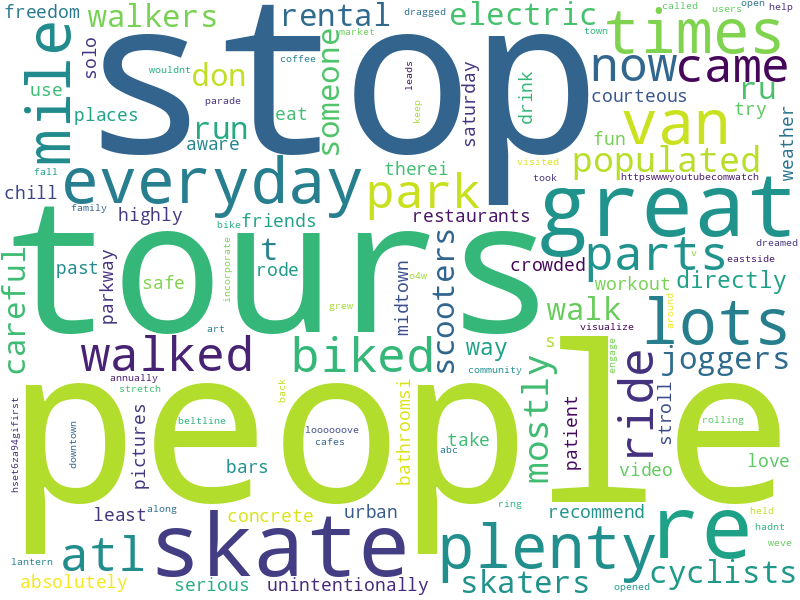 freedom
walkers
stop
rental
dragged
called
users
open
help
electric
times
town
market
solo
mile
wouldnt
coffee
don
someone
use
places
run
aware
parade
eat
leads
keep
saturday
drink
now
came
courteous
ru
try
van
fun
populated
weather
visited
took
httpswwwyoutubecomwatch
therei
fall
chill
everyday
park
great
family
highly
bike
friends
restaurants
dreamed
tours
t
past
parkway
safe
rode
incorporate
o4w
grew
midtown
scooters
crowded
parts
v
eastside
directly
workout
careful
art
walk
visualize
around
lots
walked
biked
way
s
engage
joggers
annually
stretch
back
community
mostly
ride
stroll
people
hset6za94gifirst
downtown
pictures
beltline
loooooove
cafes
bars
bathroomsi
abc
take
patient
video
rolling
love
least
along
concrete
urban
ring
recommend
held
hadnt
weve
lantern
atl
skate
plenty
re
absolutely
serious
unintentionally
skaters
opened
cyclists